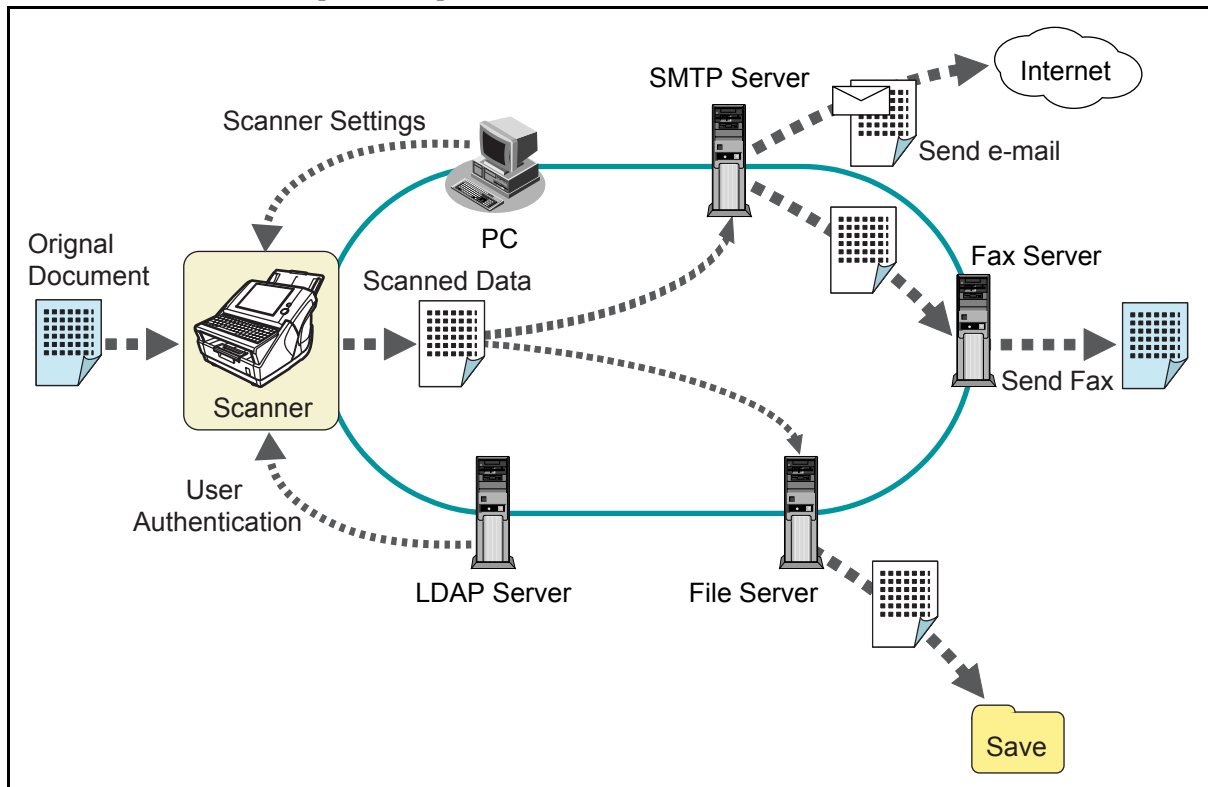 Internet
SMTP Server
Scanner Settings
Send e-mail
PC
Orignal
Document
Scanned Data
Fax Server
Scanner
Send Fax
User
Authentication
LDAP Server
File Server
Save